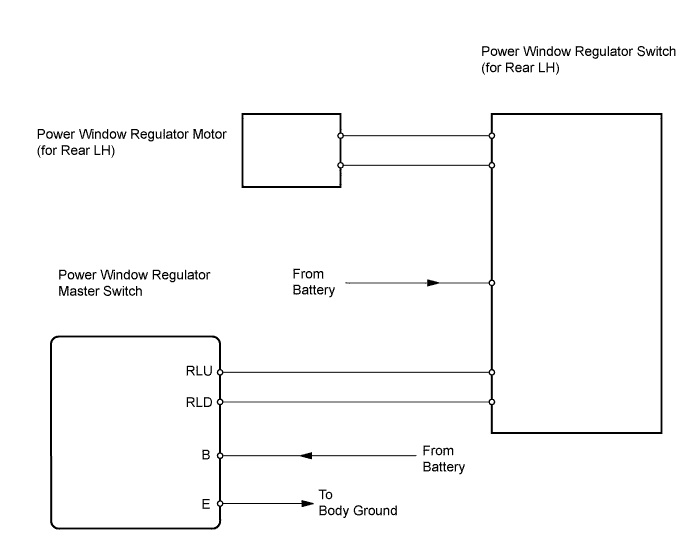 Power Window Regulator Switch
(for Rear LH)
Power Window Regulator Motor
(for Rear LH)
From
Battery
Power Window Regulator
Master Switch
RLU
RLD
B
From
Battery
E
To
Body Ground